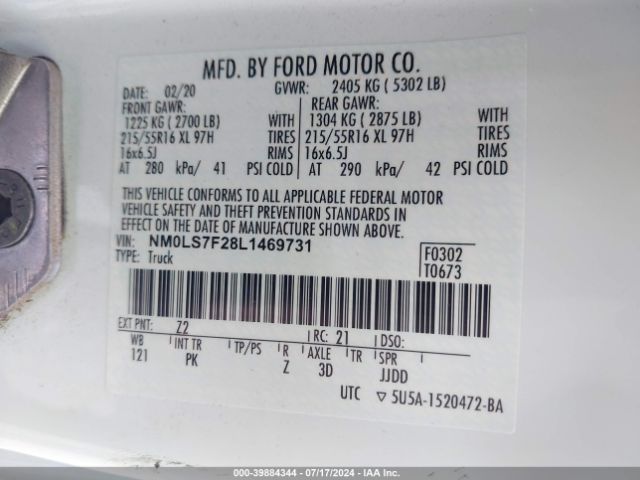 MFD. BY FORD MOTOR CO.
DATE: 02/20 GVWR: 2405 KG ( 5302 LB)
FRONT GAWR: REAR GAWR:
1225 KG ( 2700 LB) WITH 1304 KG ( 2875 LB) WITH
215/55R16 XL 97H TIRES 215/55R16 XL 97H TIRES
16x6.5J RIMS 16x6.5J RIMS
AT 280 kPa/ 41 PSI COLD AT 290 kPa/ 42 PSI COLD
THIS VEHICLE CONFORMS TO ALL APPLICABLE FEDERAL MOTOR
VEHICLE SAFETY AND THEFT PREVENTION STANDARDS IN
EFFECT ON THE DATE OF MANUFACTURE SHOWN ABOVE.
VIN: NM0LS7F28L1469731
TYPE: Truck
F0302
T0673
EXT PNT: Z2 RC: 21 DSO:
WB INT TR TP/PS R AXLE TR SPR
121 PK Z 3D JJDD
UTC ▽ 5U5A-1520472-BA
000-39884344 / 07/17/2024 - IAA, Inc.